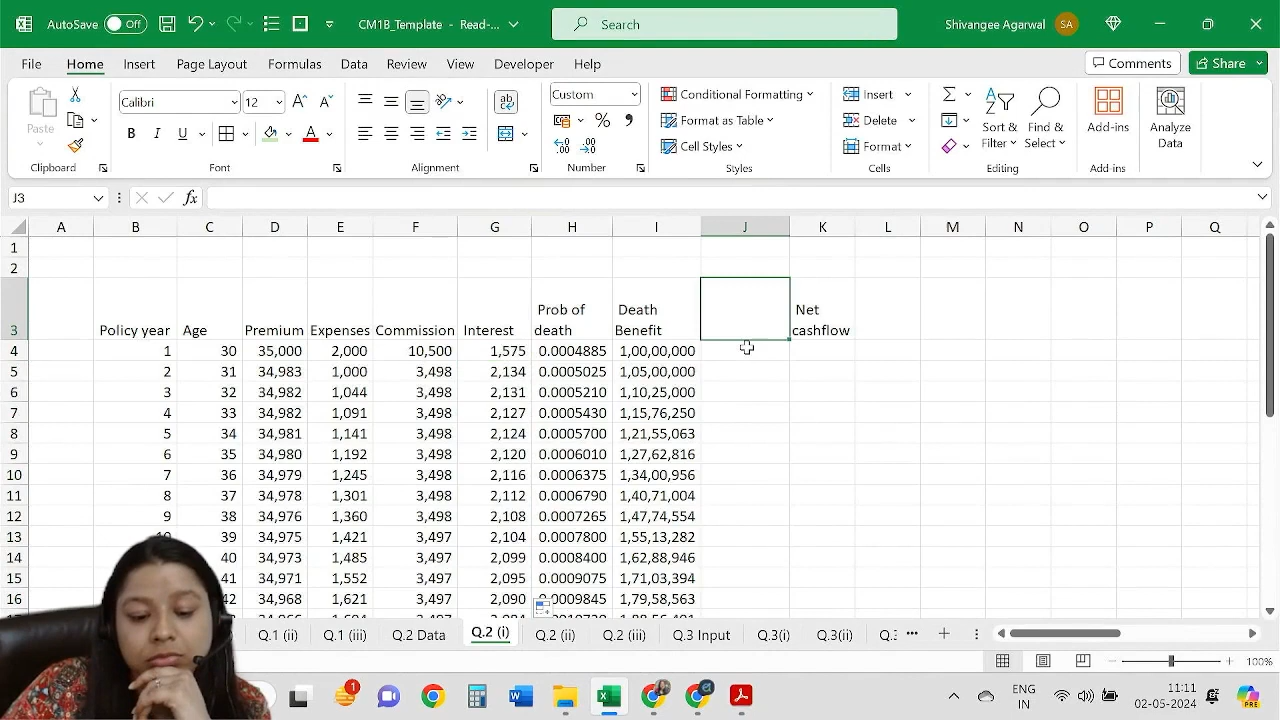 AutoSave Off CM1B_Template - Read-... Search Shivangee Agarwal SA
File Home Insert Page Layout Formulas Data Review View Developer Help Comments Share
Paste Calibri 12 Custom Conditional Formatting Insert Sort & Find & Add-ins Analyze
B I U Format as Table Delete Filter Select Data
Cell Styles Format
Clipboard Font Alignment Number Styles Cells Editing Add-ins
J3 fx
A B C D E F G H I J K L M N O P Q
1
2
Prob of Death Net
3 Policy year Age Premium Expenses Commission Interest death Benefit cashflow
4 1 30 35,000 2,000 10,500 1,575 0.0004885 1,00,00,000
5 2 31 34,983 1,000 3,498 2,134 0.0005025 1,05,00,000
6 3 32 34,982 1,044 3,498 2,131 0.0005210 1,10,25,000
7 4 33 34,982 1,091 3,498 2,127 0.0005430 1,15,76,250
8 5 34 34,981 1,141 3,498 2,124 0.0005700 1,21,55,063
9 6 35 34,980 1,192 3,498 2,120 0.0006010 1,27,62,816
10 7 36 34,979 1,245 3,498 2,116 0.0006375 1,34,00,956
11 8 37 34,978 1,301 3,498 2,112 0.0006790 1,40,71,004
12 9 38 34,976 1,360 3,498 2,108 0.0007265 1,47,74,554
13 10 39 34,975 1,421 3,497 2,104 0.0007800 1,55,13,282
14 40 34,973 1,485 3,497 2,099 0.0008400 1,62,88,946
15 41 34,971 1,552 3,497 2,095 0.0009075 1,71,03,394
16 42 34,968 1,621 3,497 2,090 0.0009845 1,79,58,563
Q.1 (ii) Q.1 (iii) Q.2 Data Q.2 (i) Q.2 (ii) Q.2 (iii) Q.3 Input Q.3(i) Q.3(ii) Q.:
100%
1 ENG 11:11
IN 02-05-2024 PRE